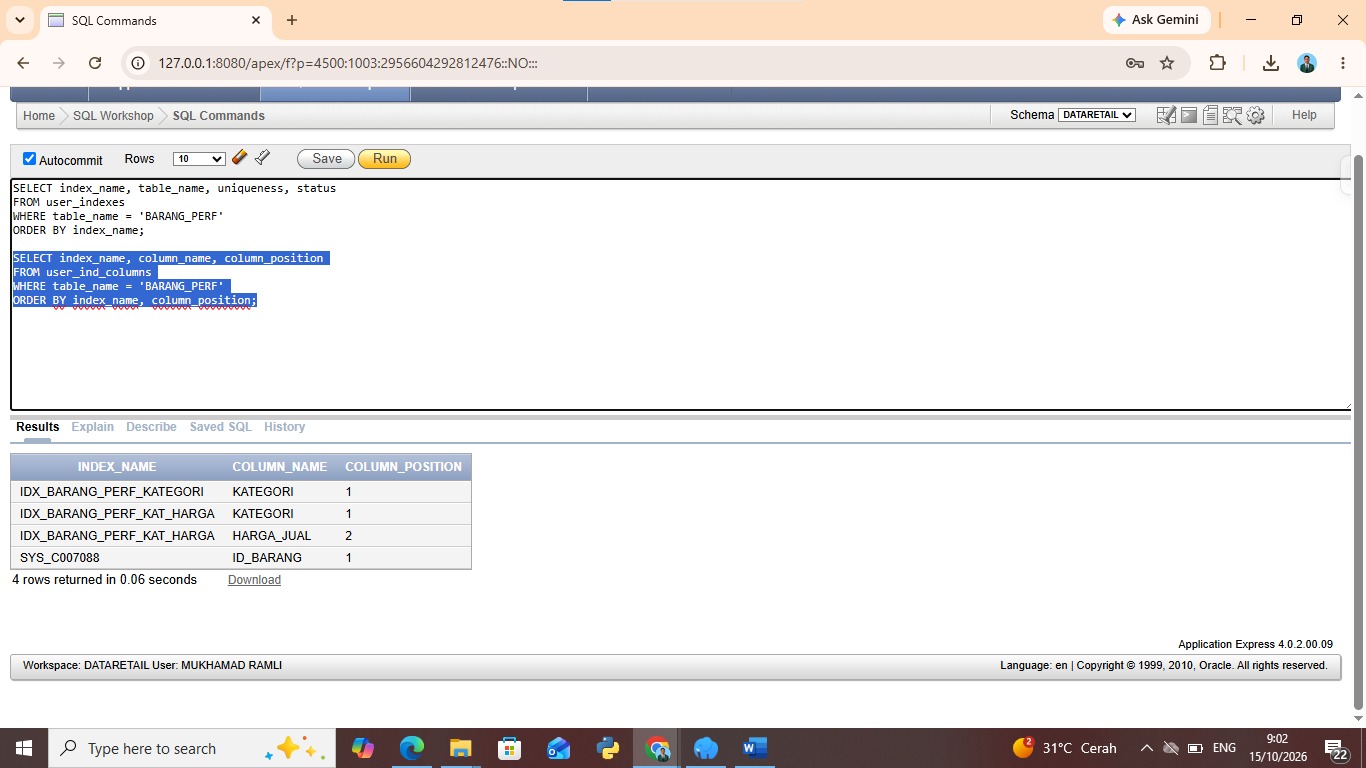 SQL Commands
Ask Gemini
127.0.0.1:8080/apex/f?p=4500:1003:2956604292812476::NO:::
Home SQL Workshop SQL Commands Schema DATARETAIL Help
Autocommit Rows 10 Save Run
SELECT index_name, table_name, uniqueness, status
FROM user_indexes
WHERE table_name = 'BARANG_PERF'
ORDER BY index_name;
SELECT index_name, column_name, column_position
FROM user_ind_columns
WHERE table_name = 'BARANG_PERF'
ORDER BY index_name, column_position;
Results Explain Describe Saved SQL History
INDEX_NAME COLUMN_NAME COLUMN_POSITION
IDX_BARANG_PERF_KATEGORI KATEGORI 1
IDX_BARANG_PERF_KAT_HARGA KATEGORI 1
IDX_BARANG_PERF_KAT_HARGA HARGA_JUAL 2
SYS_C007088 ID_BARANG 1
4 rows returned in 0.06 seconds Download
Application Express 4.0.2.00.09
Workspace: DATARETAIL User: MUKHAMAD RAMLI Language: en | Copyright © 1999, 2010, Oracle. All rights reserved.
Type here to search
2
31°C Cerah
ENG
9:02
15/10/2026
22